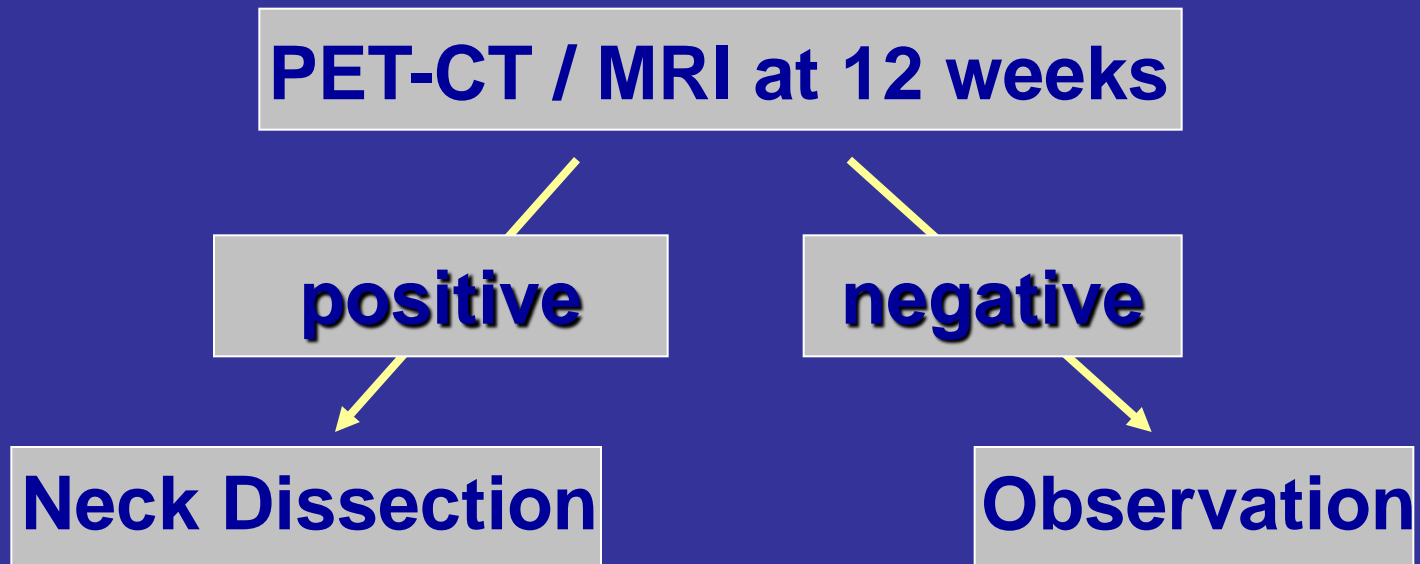 PET-CT / MRI at 12 weeks
positive
negative
Neck Dissection
Observation